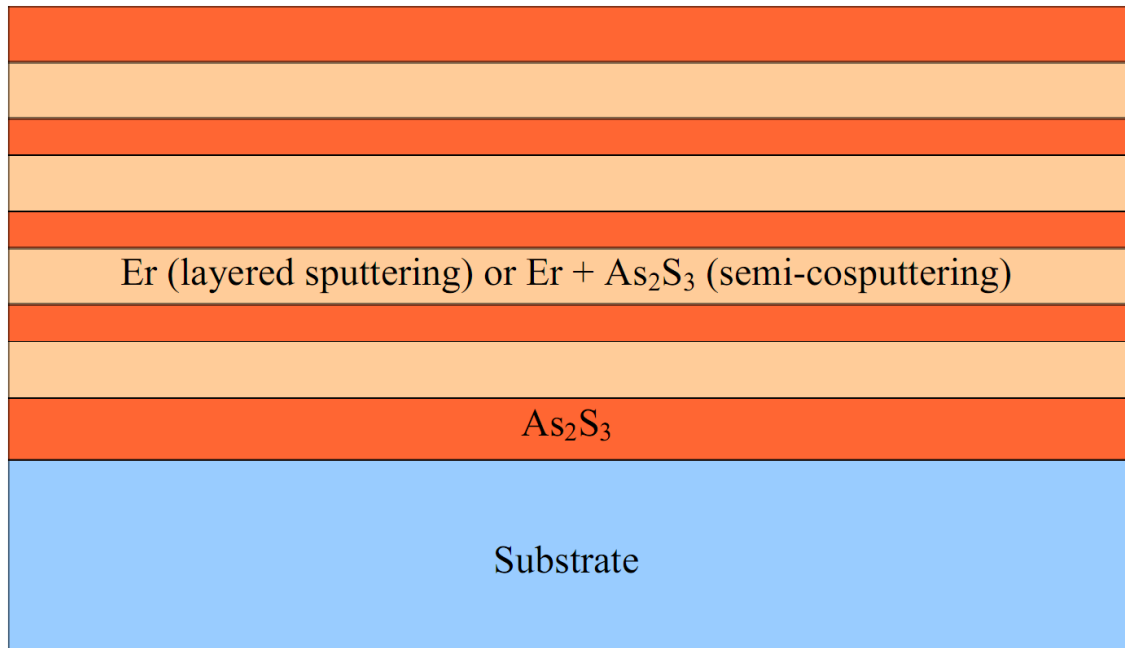 Er (layered sputtering) or Er + As₂S₃ (semi-cosputtering)
As₂S₃
Substrate